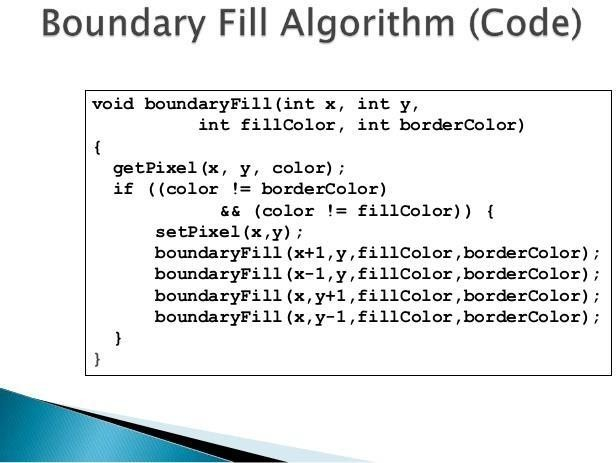 Boundary Fill Algorithm (Code)
void boundaryFill(int x, int y,
int fillColor, int borderColor)
{
getPixel(x, y, color);
if ((color != borderColor)
&& (color != fillColor)) {
setPixel(x,y);
boundaryFill(x+1,y,fillColor,borderColor);
boundaryFill(x-1,y,fillColor,borderColor);
boundaryFill(x,y+1,fillColor,borderColor);
boundaryFill(x,y-1,fillColor,borderColor);
}
}